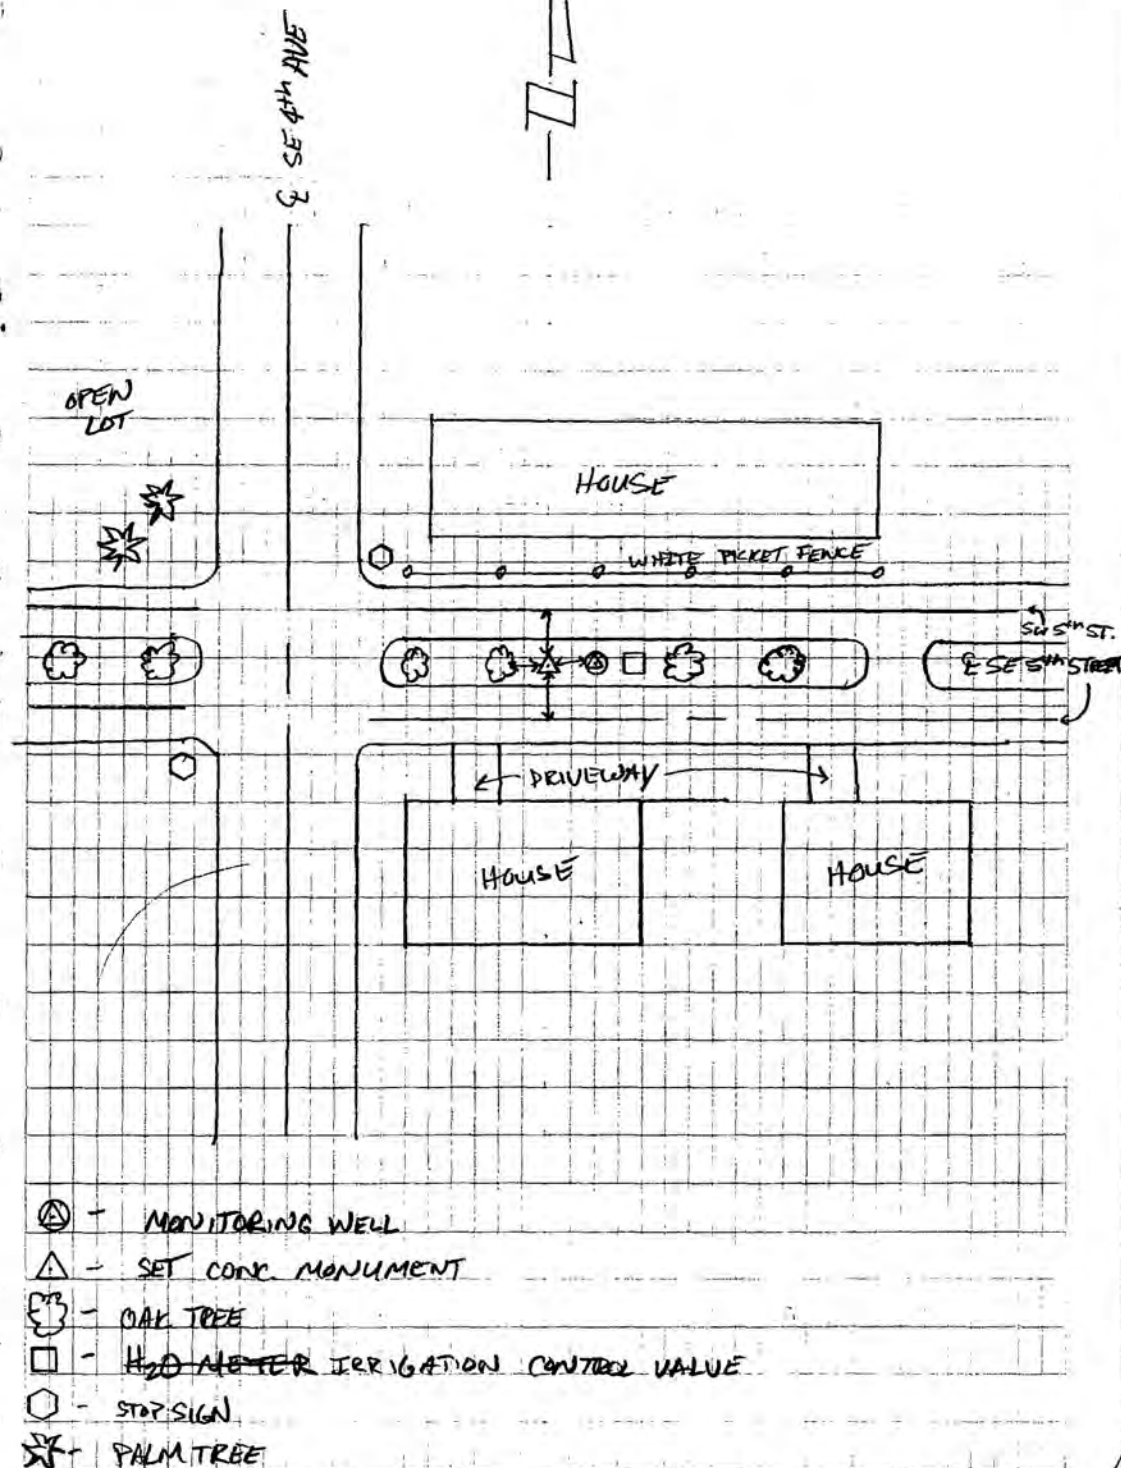 ℄ SE 4th AVE
OPEN
LOT
HOUSE
WHITE PICKET FENCE
SW 5th ST.
℄ SE 5th STREET
DRIVEWAY
HOUSE
HOUSE
- MONITORING WELL
- SET CONC. MONUMENT
- OAK TREE
- H2O METER IRRIGATION CONTROL VALUE
- STOP SIGN
- PALM TREE